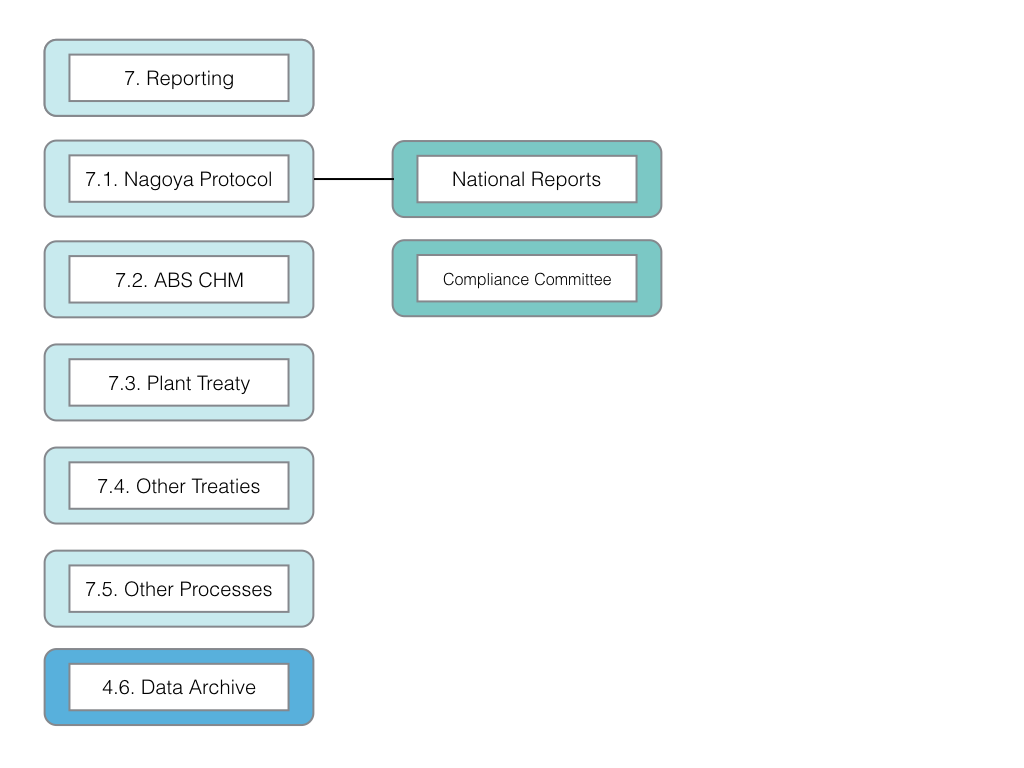 7. Reporting
7.1. Nagoya Protocol
National Reports
7.2. ABS CHM
Compliance Committee
7.3. Plant Treaty
7.4. Other Treaties
7.5. Other Processes
4.6. Data Archive